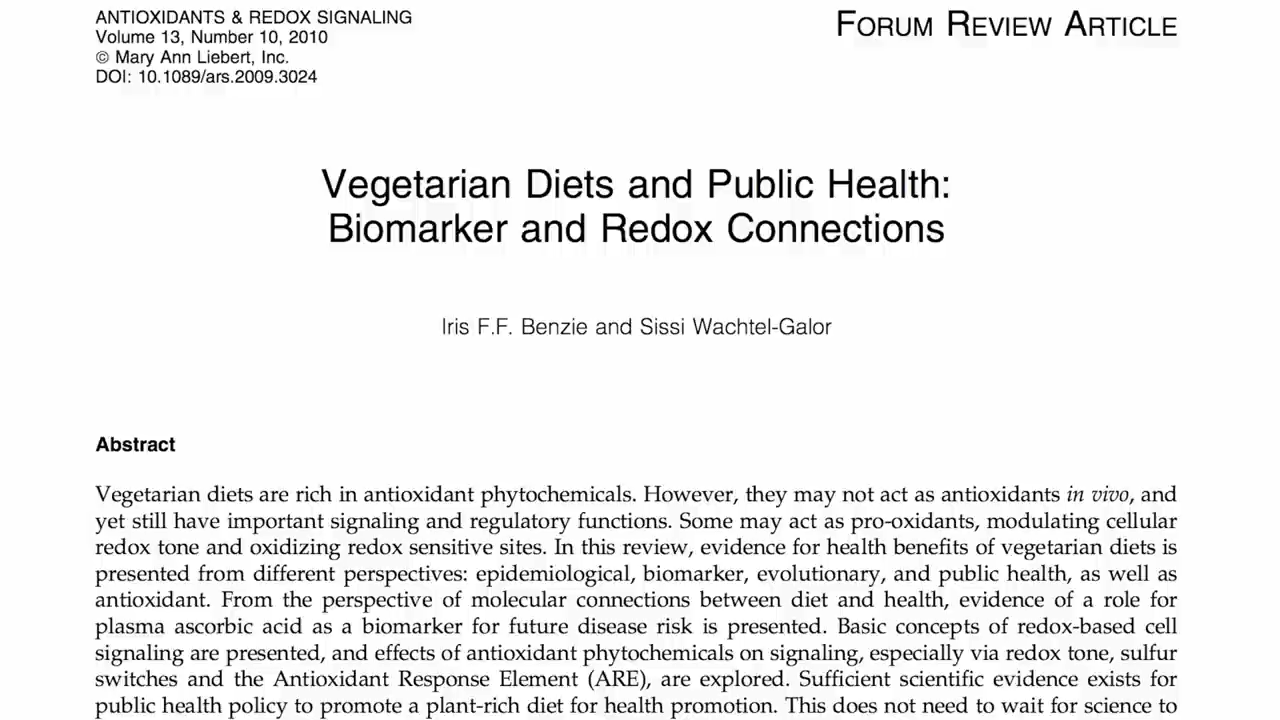 ANTIOXIDANTS & REDOX SIGNALING
Volume 13, Number 10, 2010
© Mary Ann Liebert, Inc.
DOI: 10.1089/ars.2009.3024
FORUM REVIEW ARTICLE
Vegetarian Diets and Public Health:
Biomarker and Redox Connections
Iris F.F. Benzie and Sissi Wachtel-Galor
Abstract
Vegetarian diets are rich in antioxidant phytochemicals. However, they may not act as antioxidants in vivo, and
yet still have important signaling and regulatory functions. Some may act as pro-oxidants, modulating cellular
redox tone and oxidizing redox sensitive sites. In this review, evidence for health benefits of vegetarian diets is
presented from different perspectives: epidemiological, biomarker, evolutionary, and public health, as well as
antioxidant. From the perspective of molecular connections between diet and health, evidence of a role for
plasma ascorbic acid as a biomarker for future disease risk is presented. Basic concepts of redox-based cell
signaling are presented, and effects of antioxidant phytochemicals on signaling, especially via redox tone, sulfur
switches and the Antioxidant Response Element (ARE), are explored. Sufficient scientific evidence exists for
public health policy to promote a plant-rich diet for health promotion. This does not need to wait for science to